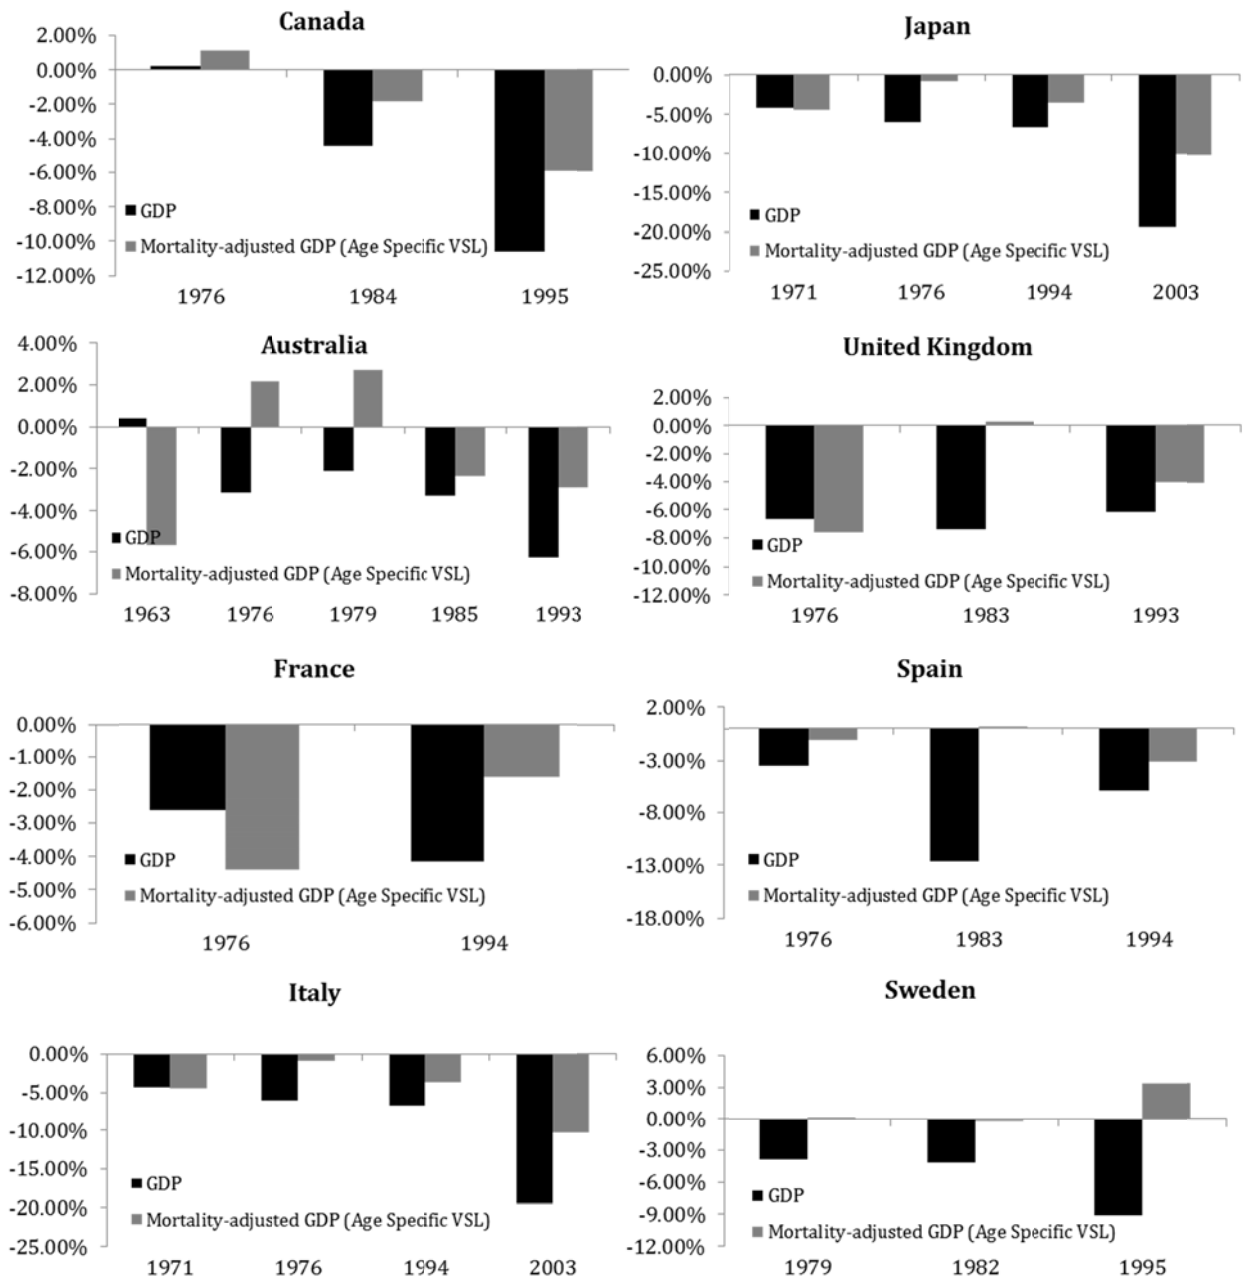 Canada
2.00%
0.00%
-2.00%
-4.00%
-6.00%
-8.00%
-10.00%
-12.00%
GDP
Mortality-adjusted GDP (Age Specific VSL)
1976 1984 1995
Japan
0.00%
-5.00%
-10.00%
-15.00%
-20.00%
-25.00%
GDP
Mortality-adjusted GDP (Age Specific VSL)
1971 1976 1994 2003
Australia
4.00%
2.00%
0.00%
-2.00%
-4.00%
-6.00%
-8.00%
GDP
Mortality-adjusted GDP (Age Specific VSL)
1963 1976 1979 1985 1993
United Kingdom
2.00%
0.00%
-2.00%
-4.00%
-6.00%
-8.00%
-10.00%
-12.00%
GDP
Mortality-adjusted GDP (Age Specific VSL)
1976 1983 1993
France
0.00%
-1.00%
-2.00%
-3.00%
-4.00%
-5.00%
-6.00%
GDP
Mortality-adjusted GDP (Age Specific VSL)
1976 1994
Spain
2.00%
-3.00%
-8.00%
-13.00%
-18.00%
GDP
Mortality-adjusted GDP (Age Specific VSL)
1976 1983 1994
Italy
0.00%
-5.00%
-10.00%
-15.00%
-20.00%
-25.00%
GDP
Mortality-adjusted GDP (Age Specific VSL)
1971 1976 1994 2003
Sweden
6.00%
3.00%
0.00%
-3.00%
-6.00%
-9.00%
-12.00%
GDP
Mortality-adjusted GDP (Age Specific VSL)
1979 1982 1995